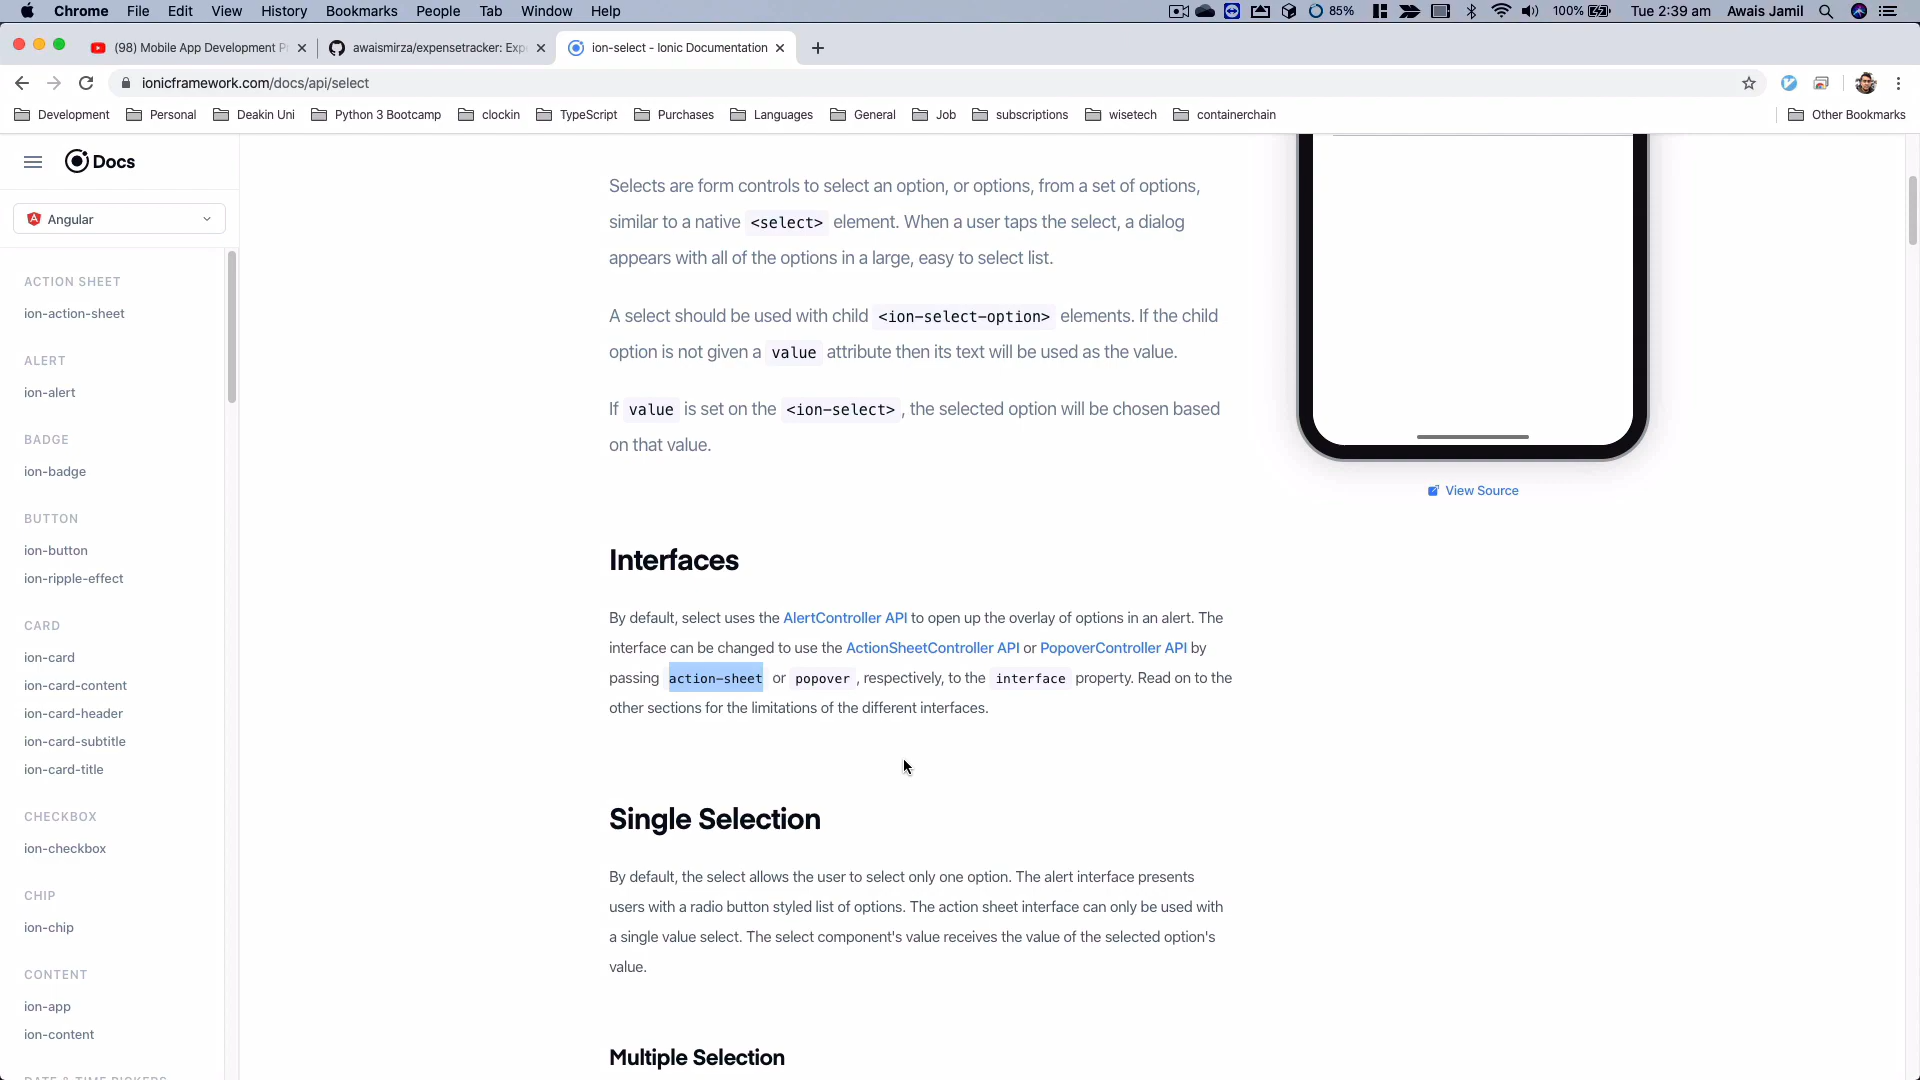 Chrome File Edit View History Bookmarks People Tab Window Help 85% 100% Tue 2:39 am Awais Jamil
(98) Mobile App Development P awaismirza/expensetracker: Exp ion-select - Ionic Documentation
ionicframework.com/docs/api/select
Development Personal Deakin Uni Python 3 Bootcamp clockin TypeScript Purchases Languages General Job subscriptions wisetech containerchain Other Bookmarks
Docs
Angular
ACTION SHEET
ion-action-sheet
ALERT
ion-alert
BADGE
ion-badge
BUTTON
ion-button
ion-ripple-effect
CARD
ion-card
ion-card-content
ion-card-header
ion-card-subtitle
ion-card-title
CHECKBOX
ion-checkbox
CHIP
ion-chip
CONTENT
ion-app
ion-content
DATE & TIME PICKERS
Selects are form controls to select an option, or options, from a set of options,
similar to a native <select> element. When a user taps the select, a dialog
appears with all of the options in a large, easy to select list.
A select should be used with child <ion-select-option> elements. If the child
option is not given a value attribute then its text will be used as the value.
If value is set on the <ion-select>, the selected option will be chosen based
on that value.
View Source
Interfaces
By default, select uses the AlertController API to open up the overlay of options in an alert. The
interface can be changed to use the ActionSheetController API or PopoverController API by
passing action-sheet or popover, respectively, to the interface property. Read on to the
other sections for the limitations of the different interfaces.
Single Selection
By default, the select allows the user to select only one option. The alert interface presents
users with a radio button styled list of options. The action sheet interface can only be used with
a single value select. The select component's value receives the value of the selected option's
value.
Multiple Selection